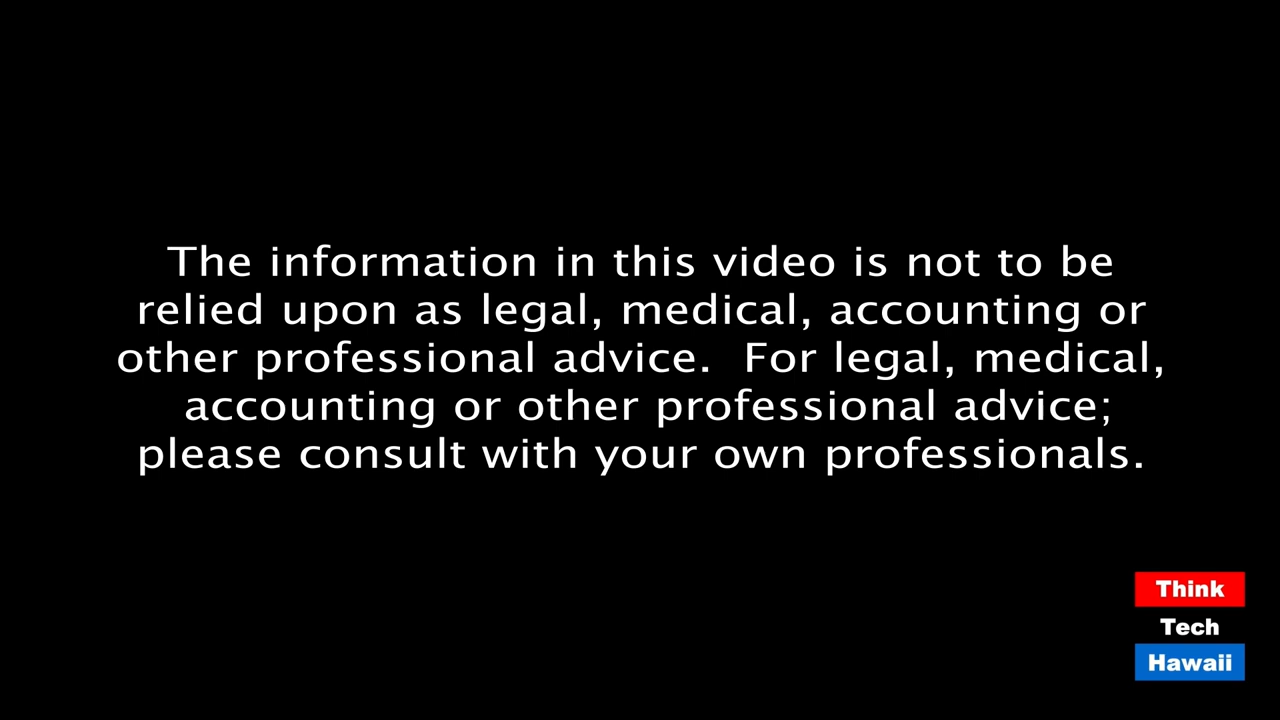 The information in this video is not to be
relied upon as legal, medical, accounting or
other professional advice.  For legal, medical,
accounting or other professional advice;
please consult with your own professionals.
Think
Tech
Hawaii